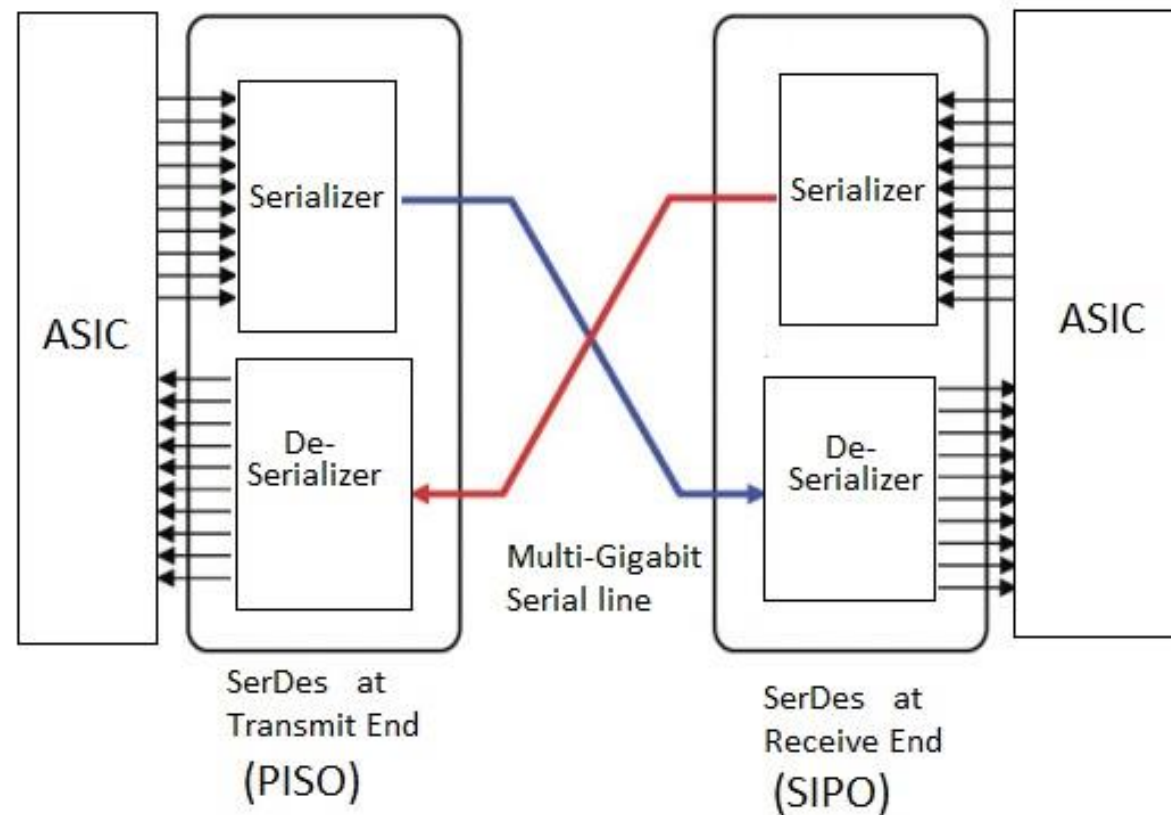 ASIC
Serializer
De-
Serializer
SerDes at
Transmit End
(PISO)
Multi-Gigabit
Serial line
Serializer
De-
Serializer
SerDes at
Receive End
(SIPO)
ASIC